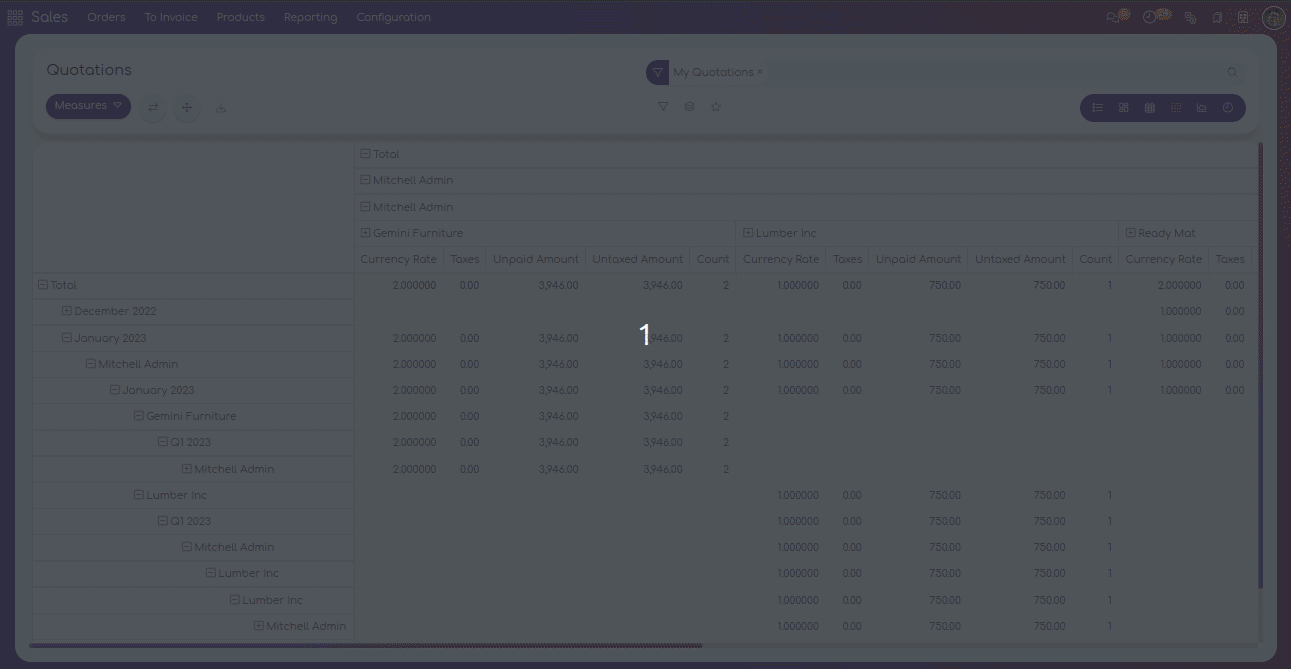 Sales Orders To Invoice Products Reporting Configuration
Quotations
My Quotations ×
Measures
Total
Mitchell Admin
Mitchell Admin
Gemini Furniture Lumber Inc Ready Mat
Currency Rate Taxes Unpaid Amount Untaxed Amount Count Currency Rate Taxes Unpaid Amount Untaxed Amount Count Currency Rate Taxes
Total 2.000000 0.00 3,946.00 3,946.00 2 1.000000 0.00 750.00 750.00 1 2.000000 0.00
December 2022 1.000000 0.00
1
January 2023 2.000000 0.00 3,946.00 3,946.00 2 1.000000 0.00 750.00 750.00 1 1.000000 0.00
Mitchell Admin 2.000000 0.00 3,946.00 3,946.00 2 1.000000 0.00 750.00 750.00 1 1.000000 0.00
January 2023 2.000000 0.00 3,946.00 3,946.00 2 1.000000 0.00 750.00 750.00 1 1.000000 0.00
Gemini Furniture 2.000000 0.00 3,946.00 3,946.00 2
Q1 2023 2.000000 0.00 3,946.00 3,946.00 2
Mitchell Admin 2.000000 0.00 3,946.00 3,946.00 2
Lumber Inc 1.000000 0.00 750.00 750.00 1
Q1 2023 1.000000 0.00 750.00 750.00 1
Mitchell Admin 1.000000 0.00 750.00 750.00 1
Lumber Inc 1.000000 0.00 750.00 750.00 1
Lumber Inc 1.000000 0.00 750.00 750.00 1
Mitchell Admin 1.000000 0.00 750.00 750.00 1